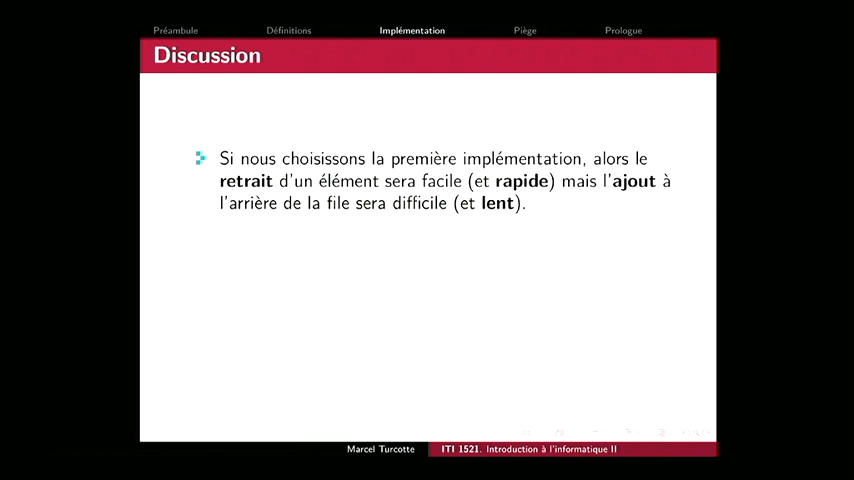 Préambule Définitions Implémentation Piège Prologue
Discussion
Si nous choisissons la première implémentation, alors le
retrait d'un élément sera facile (et rapide) mais l'ajout à
l'arrière de la file sera difficile (et lent).
Marcel Turcotte ITI 1521. Introduction à l'informatique II